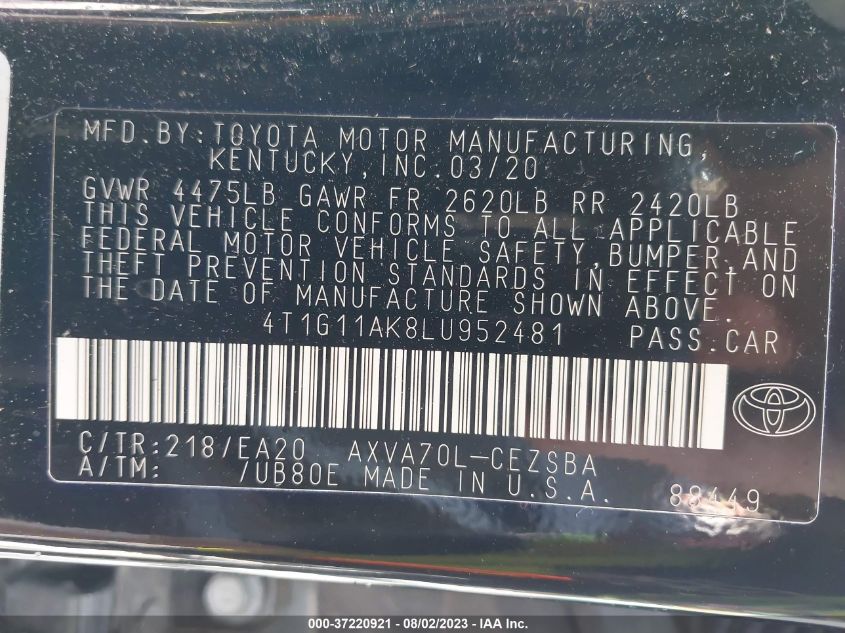 MFD.BY:TOYOTA MOTOR MANUFACTURING,
KENTUCKY,INC.03/20
GVWR 4475LB GAWR FR 2620LB RR 2420LB
THIS VEHICLE CONFORMS TO ALL APPLICABLE
FEDERAL MOTOR VEHICLE SAFETY,BUMPER,AND
THEFT PREVENTION STANDARDS IN EFFECT ON
THE DATE OF MANUFACTURE SHOWN ABOVE.
4T1G11AK8LU952481 PASS.CAR
C/TR:218/EA20 AXVA70L-CEZSBA
A/TM: /UB80E MADE IN U.S.A. 89449
000-37220921 - 08/02/2023 - IAA Inc.